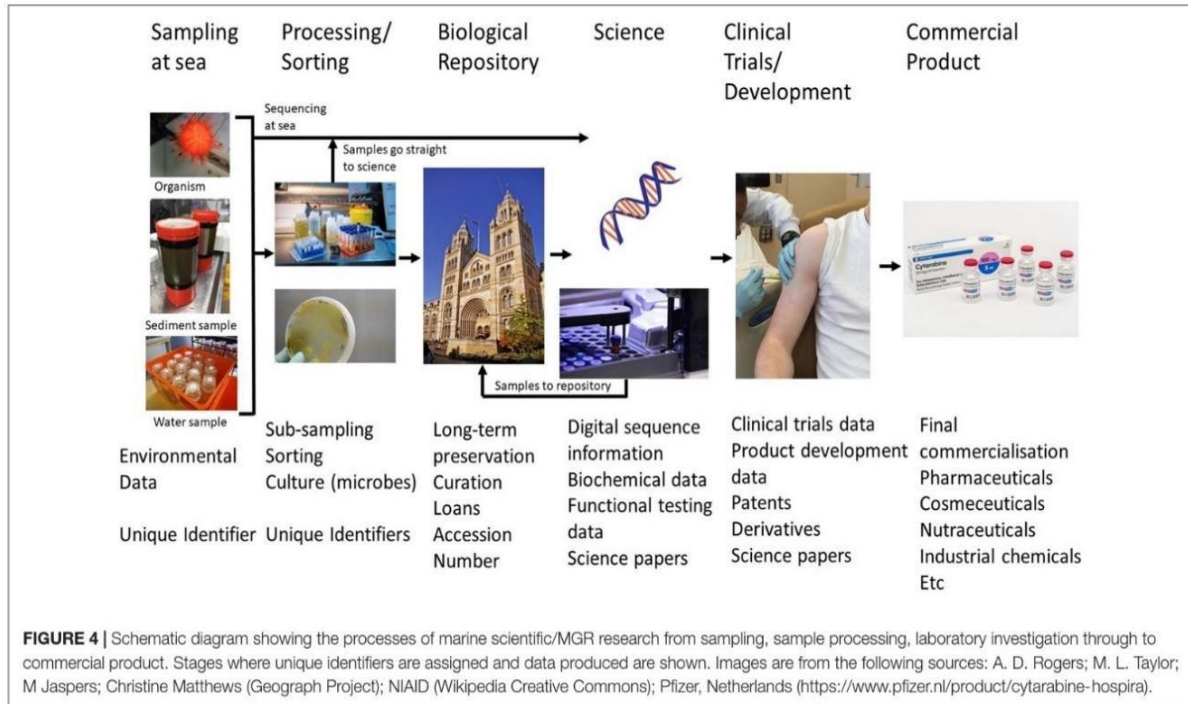 Sampling
at sea
Processing/
Sorting
Biological
Repository
Science
Clinical
Trials/
Development
Commercial
Product
Sequencing
at sea
Samples go straight
to science
Organism
Sediment sample
Water sample
Samples to repository
Cytarabine
Environmental
Data
Unique Identifier
Sub-sampling
Sorting
Culture (microbes)
Unique Identifiers
Long-term
preservation
Curation
Loans
Accession
Number
Digital sequence
information
Biochemical data
Functional testing
data
Science papers
Clinical trials data
Product development
data
Patents
Derivatives
Science papers
Final
commercialisation
Pharmaceuticals
Cosmeceuticals
Nutraceuticals
Industrial chemicals
Etc
FIGURE 4 | Schematic diagram showing the processes of marine scientific/MGR research from sampling, sample processing, laboratory investigation through to
commercial product. Stages where unique identifiers are assigned and data produced are shown. Images are from the following sources: A. D. Rogers; M. L. Taylor;
M Jaspers; Christine Matthews (Geograph Project); NIAID (Wikipedia Creative Commons); Pfizer, Netherlands (https://www.pfizer.nl/product/cytarabine-hospira).